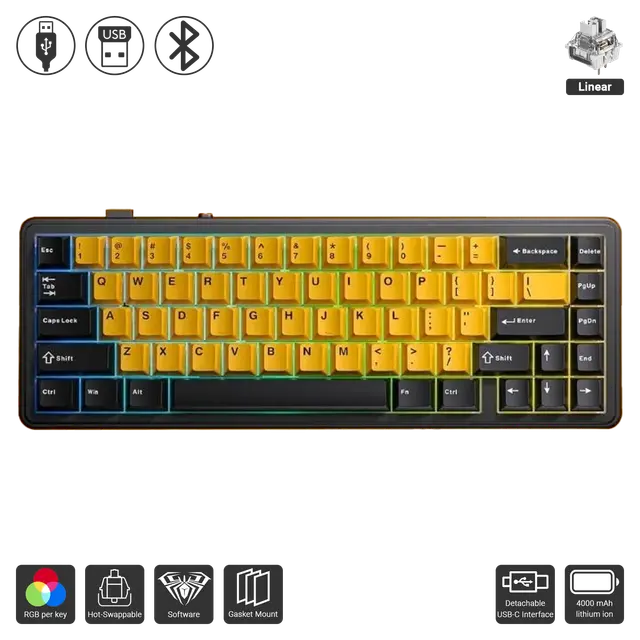 USB
Linear
Esc ! 1 @ 2 # 3 $ 4 % 5 ^ 6 & 7 * 8 ( 9 ) 0 - = + Backspace Delete
Tab Q W E R T Y U I O P { [ } ] | \ PgUp
Caps Lock A S D F G H J K L : ; " ' Enter PgDn
Shift Z X C V B N M < , > . ? / Shift End
Ctrl Win Alt Fn Ctrl
RGB per key
Hot-Swappable
Software
Gasket Mount
Detachable
USB-C Interface
4000 mAh
lithium ion